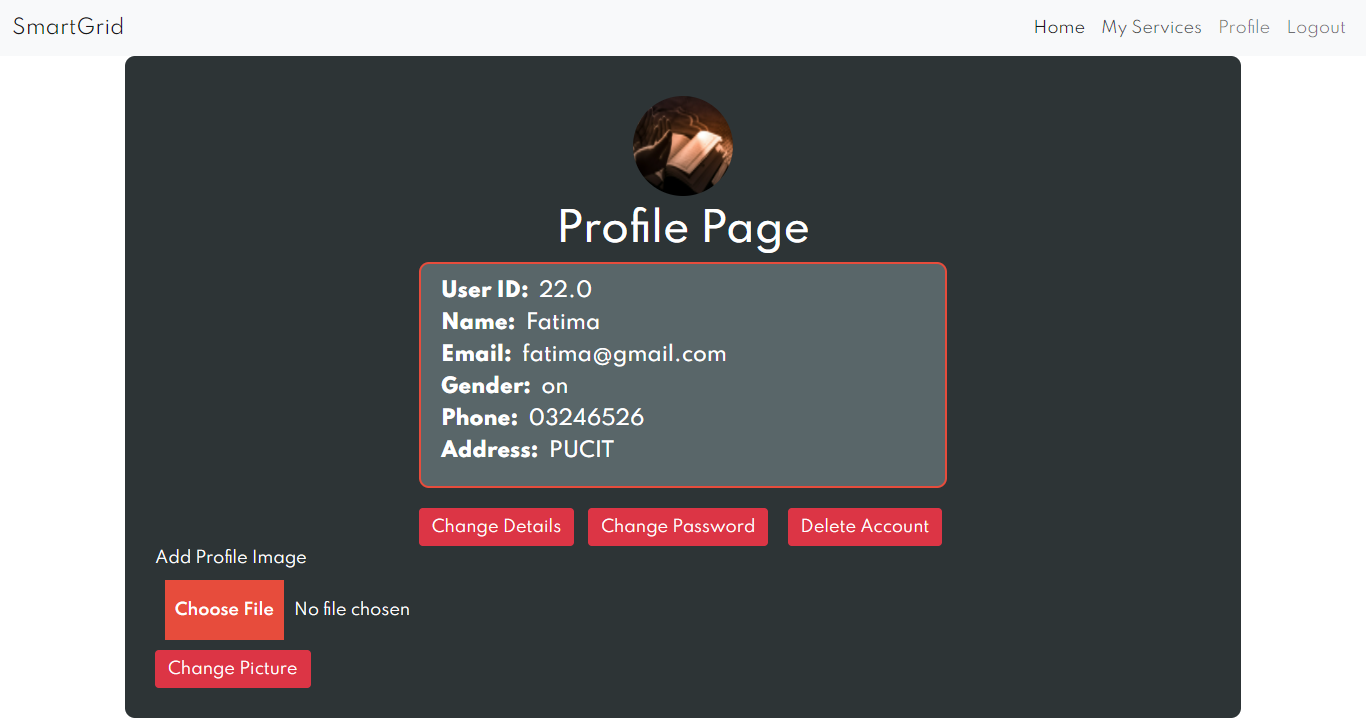 SmartGrid
Home My Services Profile Logout
Profile Page
User ID: 22.0
Name: Fatima
Email: fatima@gmail.com
Gender: on
Phone: 03246526
Address: PUCIT
Change Details Change Password Delete Account
Add Profile Image
Choose File No file chosen
Change Picture